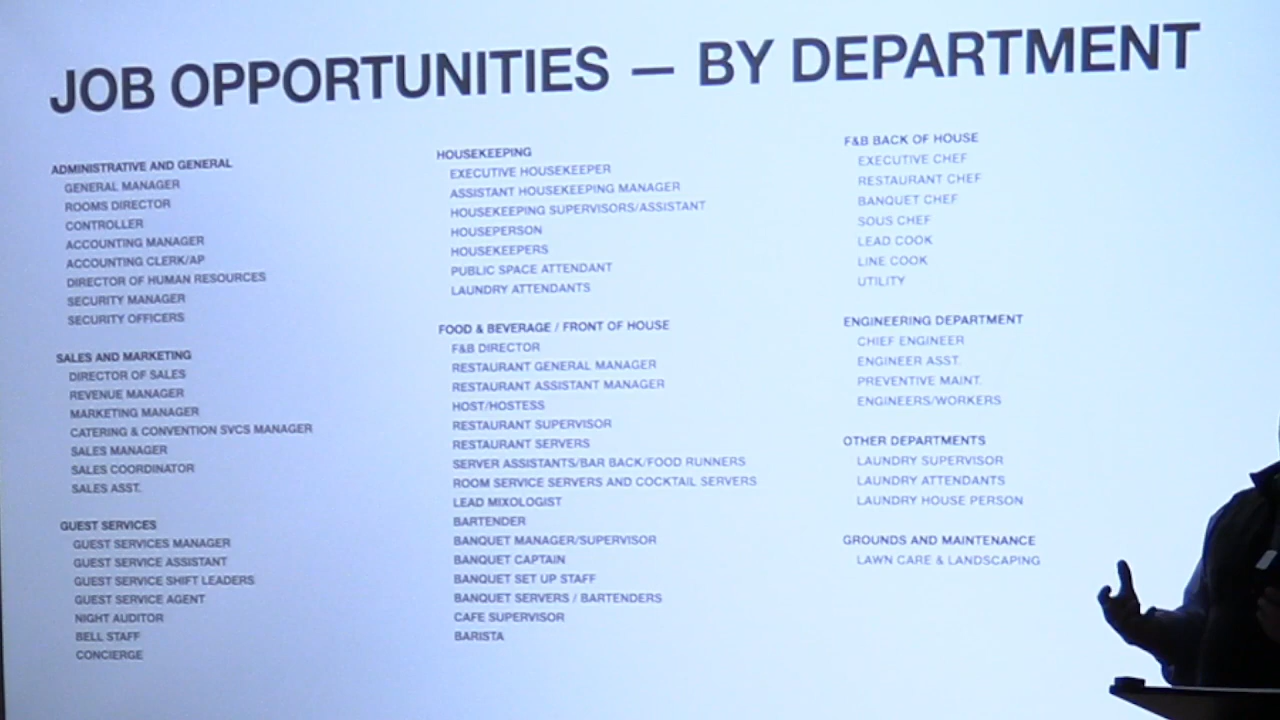 JOB OPPORTUNITIES — BY DEPARTMENT
ADMINISTRATIVE AND GENERAL
GENERAL MANAGER
ROOMS DIRECTOR
CONTROLLER
ACCOUNTING MANAGER
ACCOUNTING CLERK/AP
DIRECTOR OF HUMAN RESOURCES
SECURITY MANAGER
SECURITY OFFICERS
SALES AND MARKETING
DIRECTOR OF SALES
REVENUE MANAGER
MARKETING MANAGER
CATERING & CONVENTION SVCS MANAGER
SALES MANAGER
SALES COORDINATOR
SALES ASST.
GUEST SERVICES
GUEST SERVICES MANAGER
GUEST SERVICE ASSISTANT
GUEST SERVICE SHIFT LEADERS
GUEST SERVICE AGENT
NIGHT AUDITOR
BELL STAFF
CONCIERGE
HOUSEKEEPING
EXECUTIVE HOUSEKEEPER
ASSISTANT HOUSEKEEPING MANAGER
HOUSEKEEPING SUPERVISORS/ASSISTANT
HOUSEPERSON
HOUSEKEEPERS
PUBLIC SPACE ATTENDANT
LAUNDRY ATTENDANTS
FOOD & BEVERAGE / FRONT OF HOUSE
F&B DIRECTOR
RESTAURANT GENERAL MANAGER
RESTAURANT ASSISTANT MANAGER
HOST/HOSTESS
RESTAURANT SUPERVISOR
RESTAURANT SERVERS
SERVER ASSISTANTS/BAR BACK/FOOD RUNNERS
ROOM SERVICE SERVERS AND COCKTAIL SERVERS
LEAD MIXOLOGIST
BARTENDER
BANQUET MANAGER/SUPERVISOR
BANQUET CAPTAIN
BANQUET SET UP STAFF
BANQUET SERVERS / BARTENDERS
CAFE SUPERVISOR
BARISTA
F&B BACK OF HOUSE
EXECUTIVE CHEF
RESTAURANT CHEF
BANQUET CHEF
SOUS CHEF
LEAD COOK
LINE COOK
UTILITY
ENGINEERING DEPARTMENT
CHIEF ENGINEER
ENGINEER ASST.
PREVENTIVE MAINT.
ENGINEERS/WORKERS
OTHER DEPARTMENTS
LAUNDRY SUPERVISOR
LAUNDRY ATTENDANTS
LAUNDRY HOUSE PERSON
GROUNDS AND MAINTENANCE
LAWN CARE & LANDSCAPING